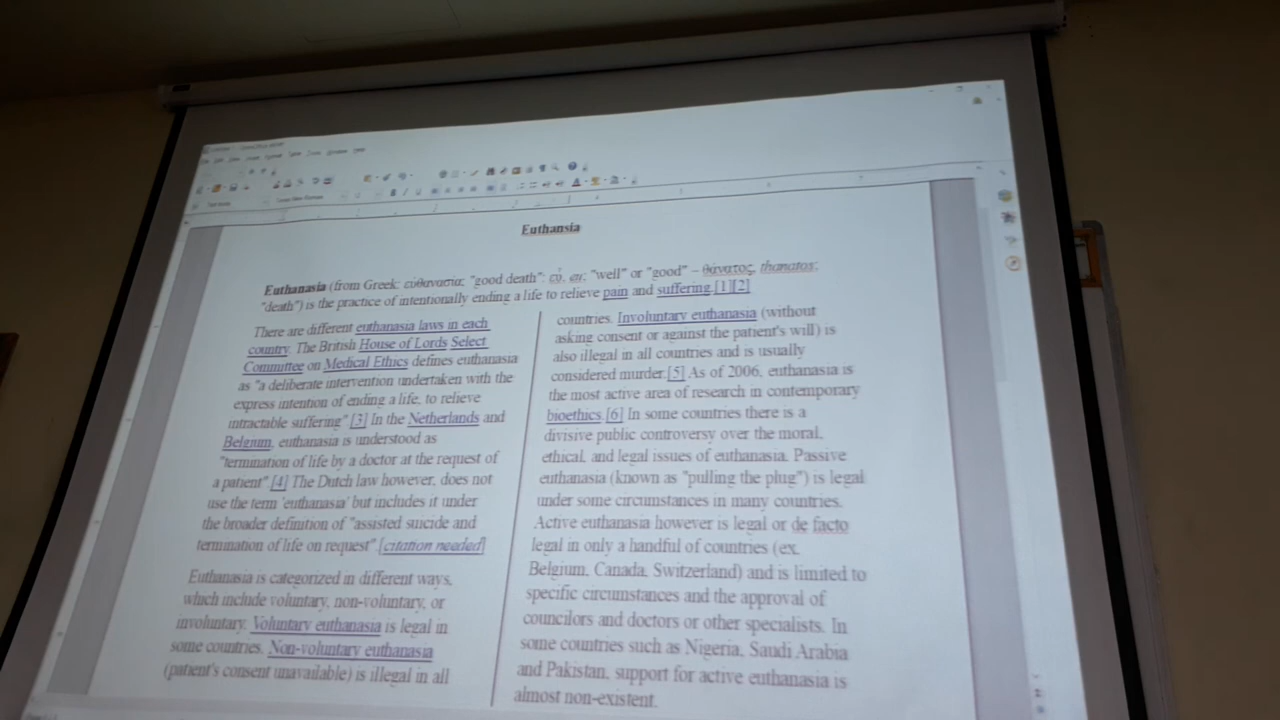 Euthansia
Euthanasia (from Greek: εὐθανασία; "good death": εὖ, eu; "well" or "good" – θάνατος, thanatos;
"death") is the practice of intentionally ending a life to relieve pain and suffering.[1][2]
There are different euthanasia laws in each
country. The British House of Lords Select
Committee on Medical Ethics defines euthanasia
as "a deliberate intervention undertaken with the
express intention of ending a life, to relieve
intractable suffering".[3] In the Netherlands and
Belgium, euthanasia is understood as
"termination of life by a doctor at the request of
a patient".[4] The Dutch law however, does not
use the term 'euthanasia' but includes it under
the broader definition of "assisted suicide and
termination of life on request".[citation needed]
Euthanasia is categorized in different ways,
which include voluntary, non-voluntary, or
involuntary. Voluntary euthanasia is legal in
some countries. Non-voluntary euthanasia
(patient's consent unavailable) is illegal in all
countries. Involuntary euthanasia (without
asking consent or against the patient's will) is
also illegal in all countries and is usually
considered murder.[5] As of 2006, euthanasia is
the most active area of research in contemporary
bioethics.[6] In some countries there is a
divisive public controversy over the moral,
ethical, and legal issues of euthanasia. Passive
euthanasia (known as "pulling the plug") is legal
under some circumstances in many countries.
Active euthanasia however is legal or de facto
legal in only a handful of countries (ex.
Belgium, Canada, Switzerland) and is limited to
specific circumstances and the approval of
councilors and doctors or other specialists. In
some countries such as Nigeria, Saudi Arabia
and Pakistan, support for active euthanasia is
almost non-existent.